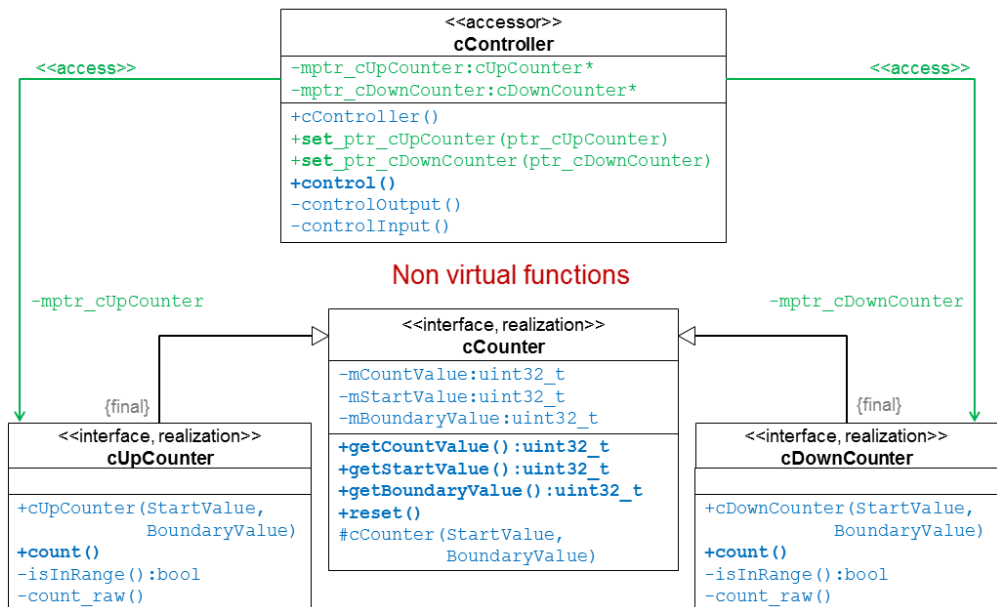 <<accessor>>
cController
<<access>>
<<access>>
-mptr_cUpCounter:cUpCounter*
-mptr_cDownCounter:cDownCounter*
+cController()
+set_ptr_cUpCounter(ptr_cUpCounter)
+set_ptr_cDownCounter(ptr_cDownCounter)
+control()
-controlOutput()
-controlInput()
Non virtual functions
-mptr_cUpCounter
-mptr_cDownCounter
<<interface, realization>>
cCounter
-mCountValue:uint32_t
-mStartValue:uint32_t
-mBoundaryValue:uint32_t
+getCountValue():uint32_t
+getStartValue():uint32_t
+getBoundaryValue():uint32_t
+reset()
#cCounter(StartValue,
BoundaryValue)
{final}
{final}
<<interface, realization>>
cUpCounter
+cUpCounter(StartValue,
BoundaryValue)
+count()
-isInRange():bool
-count_raw()
<<interface, realization>>
cDownCounter
+cDownCounter(StartValue,
BoundaryValue)
+count()
-isInRange():bool
-count_raw()